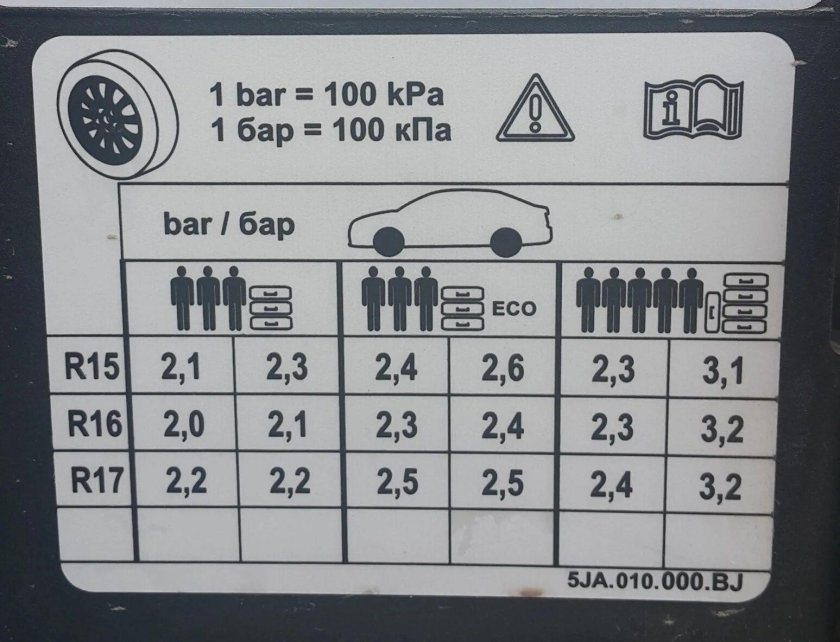 1 bar = 100 kPa
1 бар = 100 кПа
bar / бар
ECO
R15 2,1 2,3 2,4 2,6 2,3 3,1
R16 2,0 2,1 2,3 2,4 2,3 3,2
R17 2,2 2,2 2,5 2,5 2,4 3,2
5JA.010.000.BJ